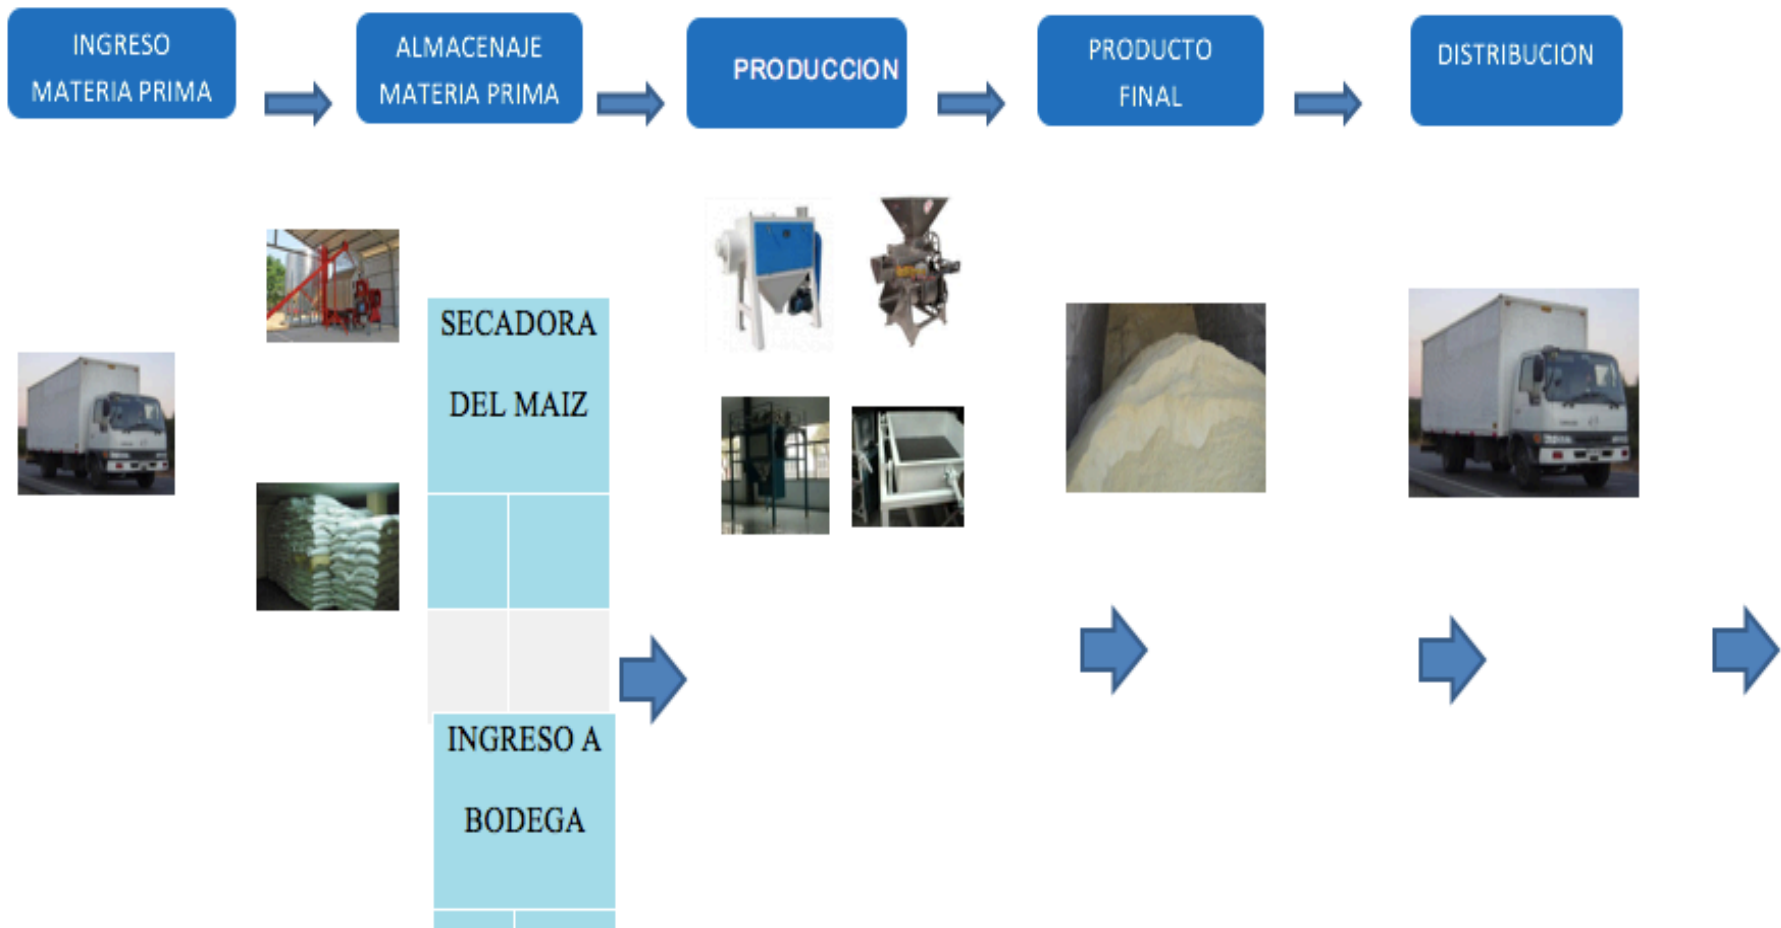 INGRESO
MATERIA PRIMA
ALMACENAJE
MATERIA PRIMA
PRODUCCION
PRODUCTO
FINAL
DISTRIBUCION
SECADORA
DEL MAIZ
INGRESO A
BODEGA